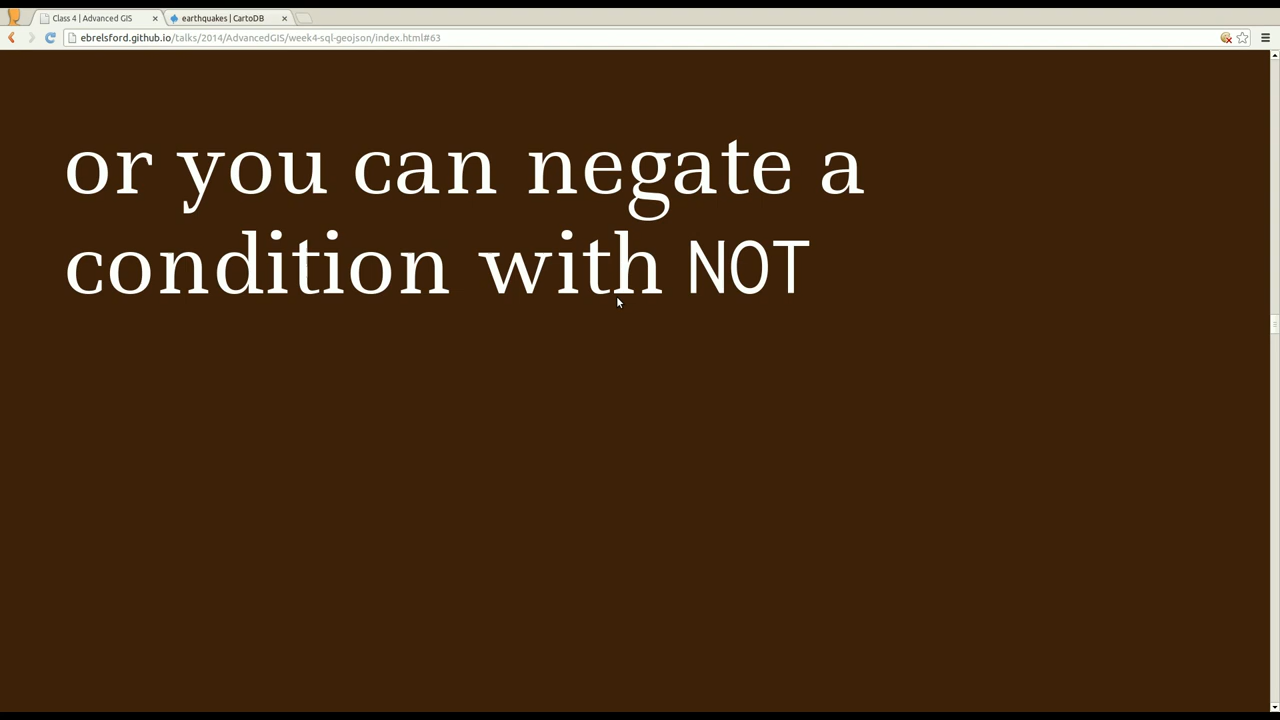 Class 4 | Advanced GIS
earthquakes | CartoDB
ebrelsford.github.io/talks/2014/AdvancedGIS/week4-sql-geojson/index.html#63
or you can negate a
condition with NOT